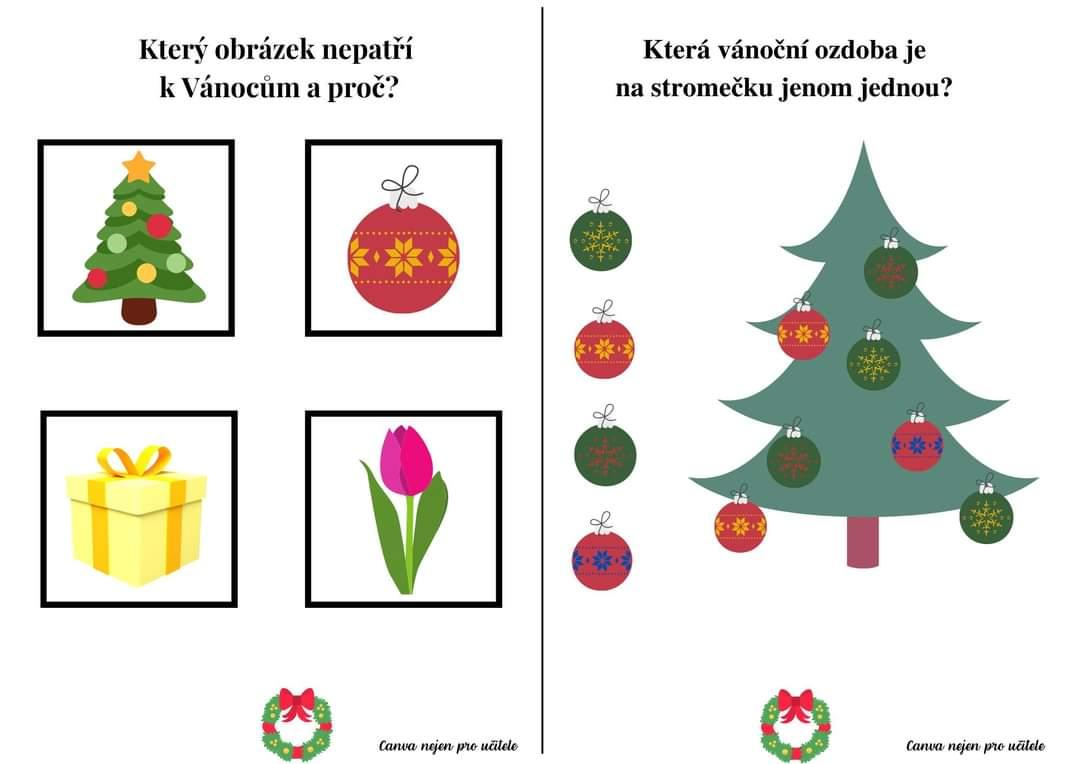 Který obrázek nepatří
k Vánocům a proč?
Canva nejen pro učitele
Která vánoční ozdoba je
na stromečku jenom jednou?
Canva nejen pro učitele